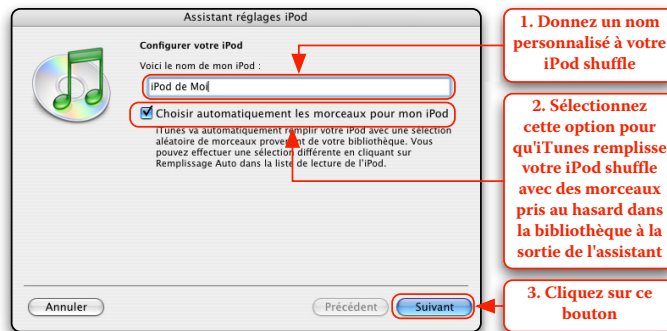 Assistant réglages iPod
Configurer votre iPod
Voici le nom de mon iPod :
iPod de Moi
Choisir automatiquement les morceaux pour mon iPod
iTunes va automatiquement remplir votre iPod avec une sélection
aléatoire de morceaux provenant de votre bibliothèque. Vous
pouvez effectuer une sélection différente en cliquant sur
Remplissage Auto dans la liste de lecture de l'iPod.
Annuler
Précédent
Suivant
1. Donnez un nom
personnalisé à votre
iPod shuffle
2. Sélectionnez
cette option pour
qu'iTunes remplisse
votre iPod shuffle
avec des morceaux
pris au hasard dans
la bibliothèque à la
sortie de l'assistant
3. Cliquez sur ce
bouton